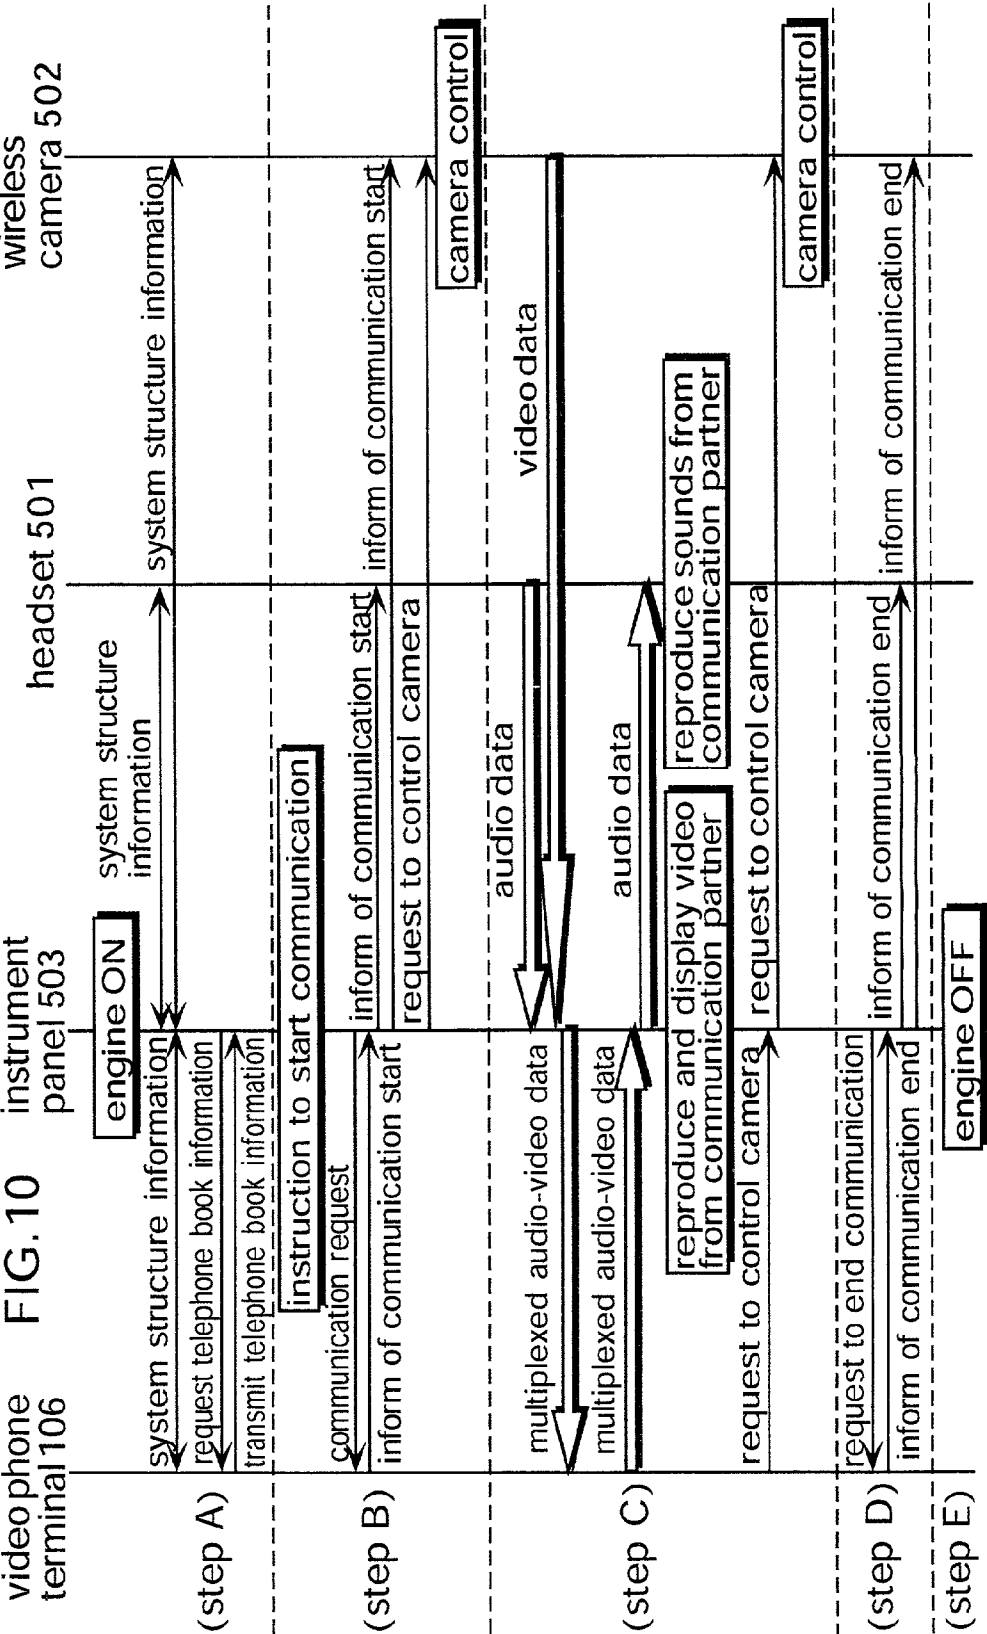 FIG. 10
videophone
terminal 106
instrument
panel 503
headset 501
wireless
camera 502
(step A)
engine ON
system structure information
system structure
information
system structure information
request telephone book information
transmit telephone book information
(step B)
instruction to start communication
communication request
inform of communication start
inform of communication start
inform of communication start
request to control camera
camera control
(step C)
audio data
video data
multiplexed audio-video data
multiplexed audio-video data
audio data
reproduce and display video
from communication partner
reproduce sounds from
communication partner
request to control camera
request to control camera
camera control
(step D)
request to end communication
inform of communication end
inform of communication end
inform of communication end
(step E)
engine OFF